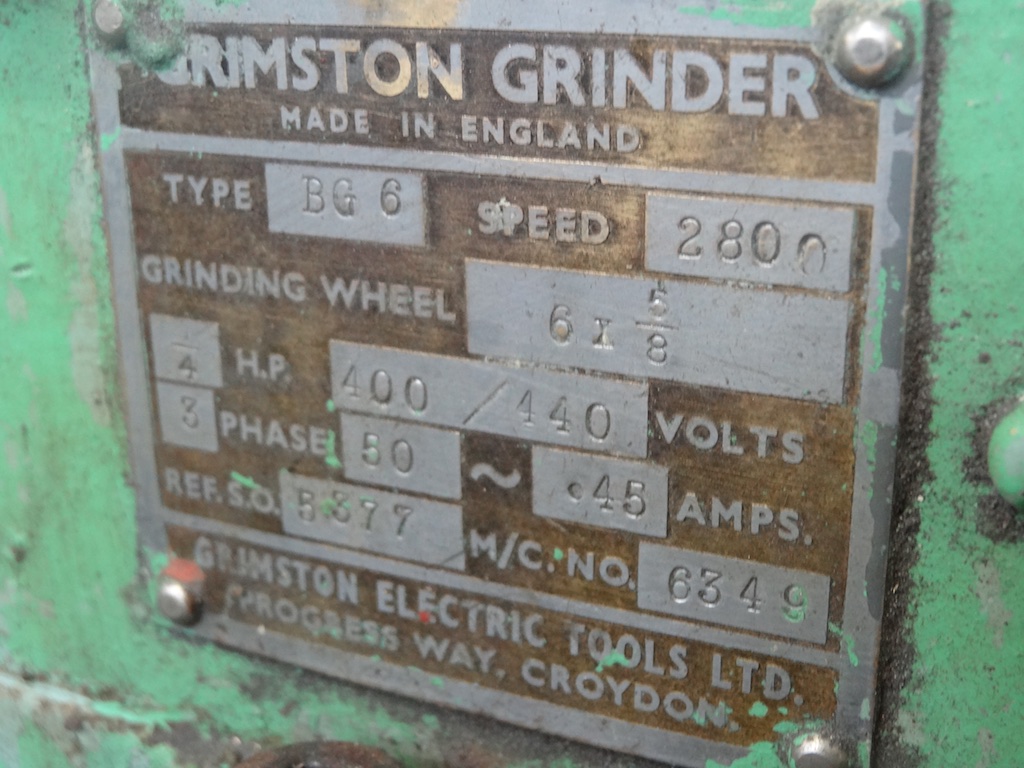 GRIMSTON GRINDER
MADE IN ENGLAND
TYPE BG 6 SPEED 2800
GRINDING WHEEL 6 x 5/8
1/4 H.P. 400 / 440 VOLTS
3 PHASE 50 ~ .45 AMPS.
REF. S.O. 5377 M/C. NO. 6349
GRIMSTON ELECTRIC TOOLS LTD.
PROGRESS WAY, CROYDON.